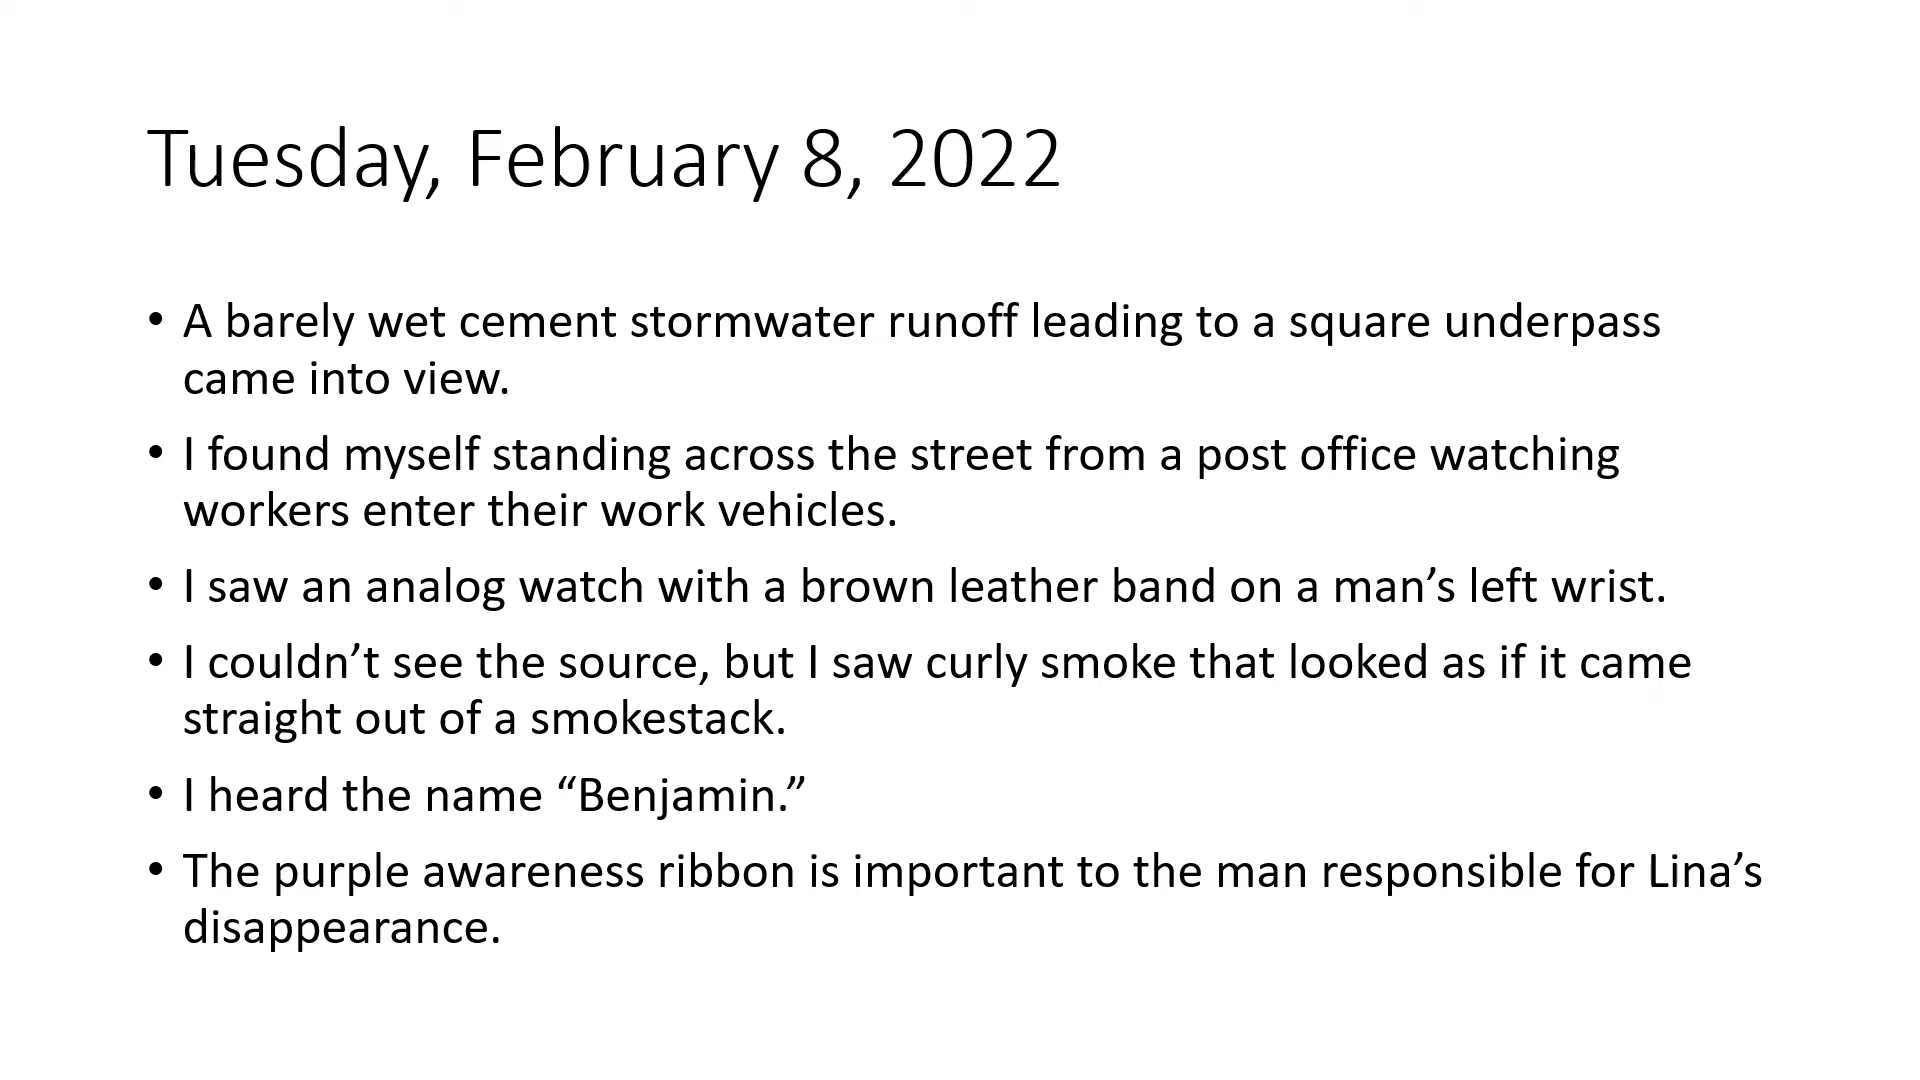 Tuesday, February 8, 2022
• A barely wet cement stormwater runoff leading to a square underpass
came into view.
• I found myself standing across the street from a post office watching
workers enter their work vehicles.
• I saw an analog watch with a brown leather band on a man’s left wrist.
• I couldn’t see the source, but I saw curly smoke that looked as if it came
straight out of a smokestack.
• I heard the name “Benjamin.”
• The purple awareness ribbon is important to the man responsible for Lina’s
disappearance.